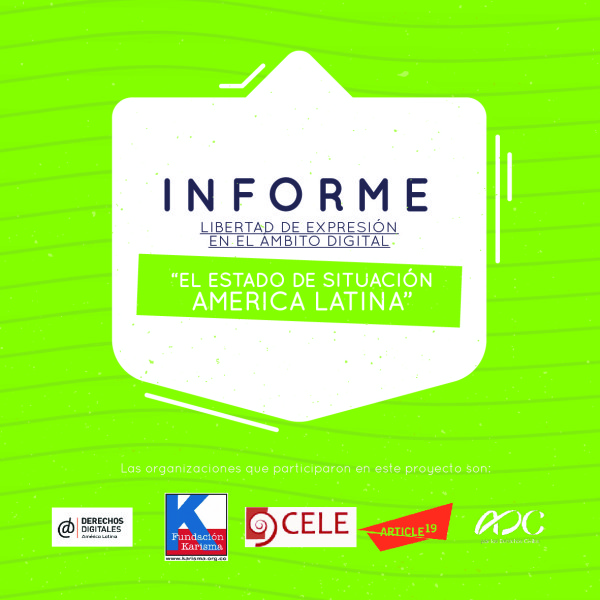 INFORME
LIBERTAD DE EXPRESIÓN
EN EL AMBITO DIGITAL
“EL ESTADO DE SITUACIÓN
AMERICA LATINA”
Las organizaciones que participaron en este proyecto son:
@ DERECHOS
DIGITALES
América Latina
K
Fundación
Karisma
www.karisma.org.co
CELE
ARTICLE 19
ADC